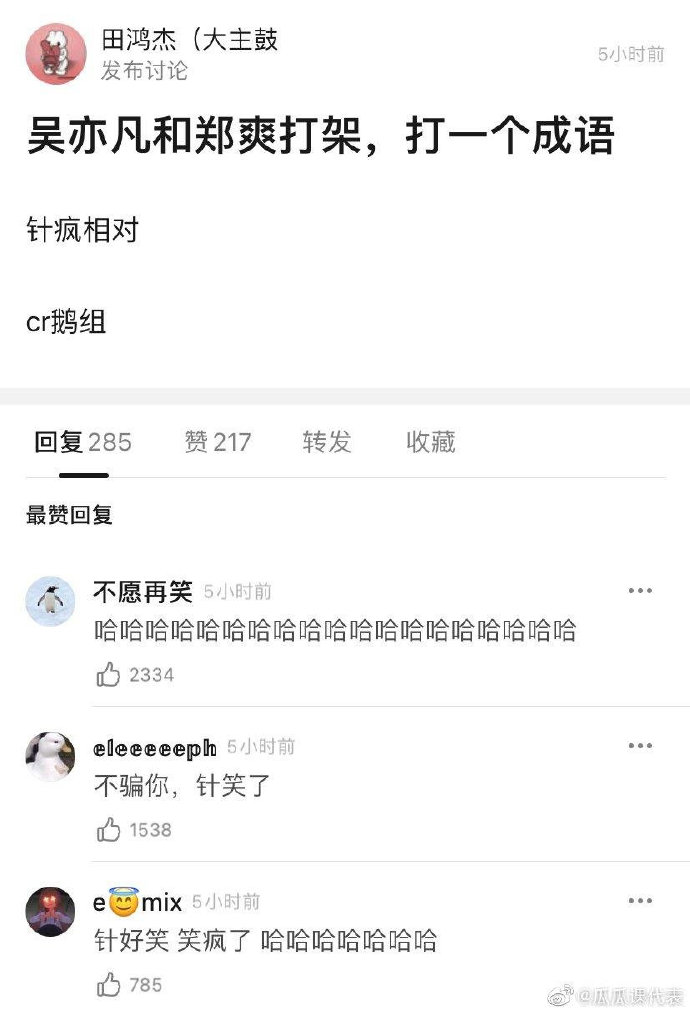 田鸿杰（大主鼓
发布讨论
5小时前
吴亦凡和郑爽打架，打一个成语
针疯相对
cr鹅组
回复 285 赞 217 转发 收藏
最赞回复
不愿再笑 5小时前
哈哈哈哈哈哈哈哈哈哈哈哈哈哈哈哈哈哈哈
2334
eleeeeeph 5小时前
不骗你，针笑了
1538
e😇mix 5小时前
针好笑 笑疯了 哈哈哈哈哈哈哈
785
@瓜瓜课代表